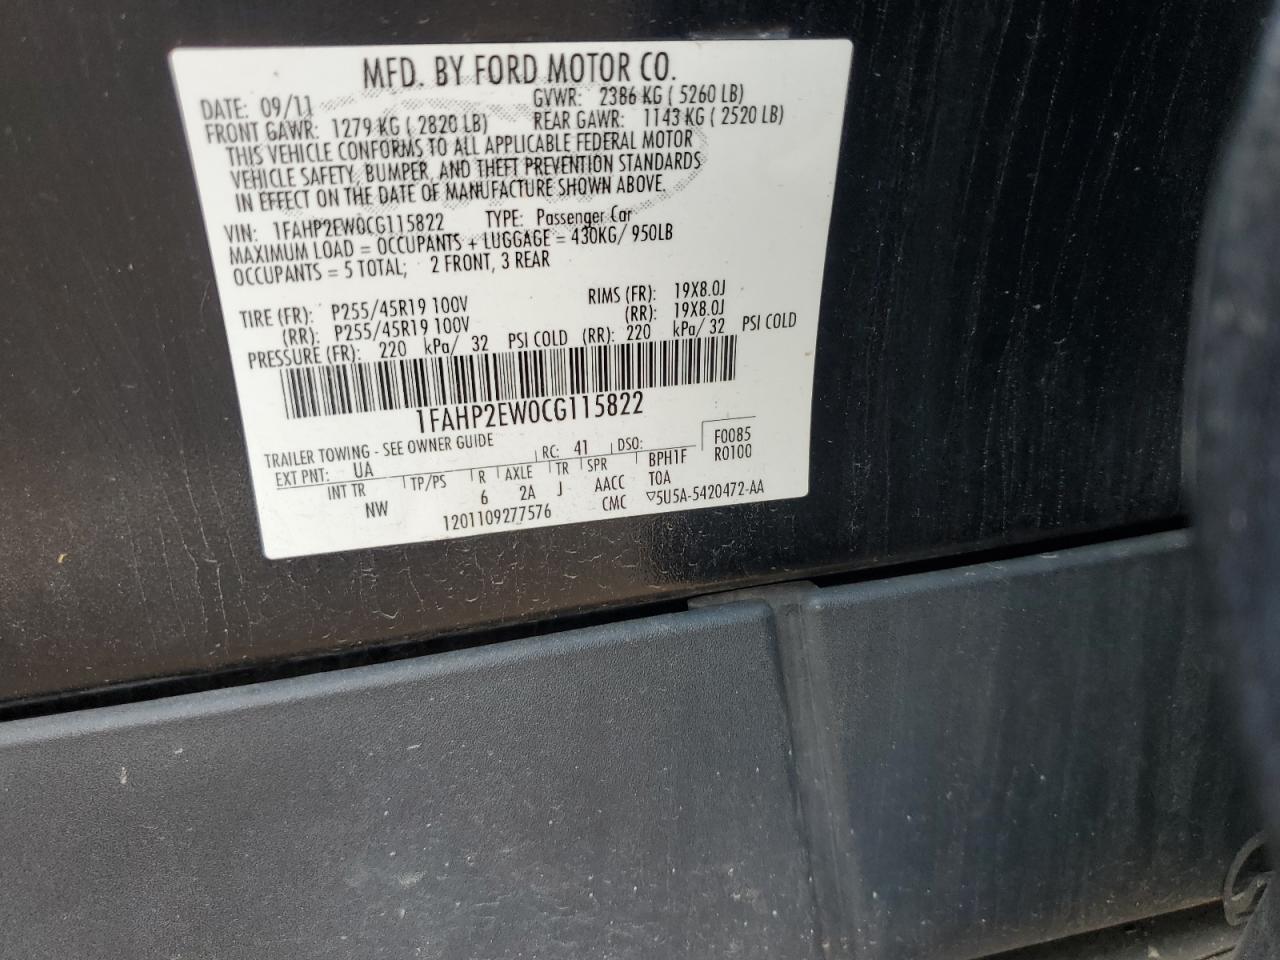 MFD. BY FORD MOTOR CO.
DATE: 09/11 GVWR: 2386 KG ( 5260 LB)
FRONT GAWR: 1279 KG ( 2820 LB) REAR GAWR: 1143 KG ( 2520 LB)
THIS VEHICLE CONFORMS TO ALL APPLICABLE FEDERAL MOTOR
VEHICLE SAFETY, BUMPER, AND THEFT PREVENTION STANDARDS
IN EFFECT ON THE DATE OF MANUFACTURE SHOWN ABOVE.
VIN: 1FAHP2EW0CG115822 TYPE: Passenger Car
MAXIMUM LOAD = OCCUPANTS + LUGGAGE = 430KG/ 950LB
OCCUPANTS = 5 TOTAL; 2 FRONT, 3 REAR
TIRE (FR): P255/45R19 100V RIMS (FR): 19X8.0J
(RR): P255/45R19 100V (RR): 19X8.0J
PRESSURE (FR): 220 kPa/ 32 PSI COLD (RR): 220 kPa/ 32 PSI COLD
1FAHP2EW0CG115822
TRAILER TOWING - SEE OWNER GUIDE
EXT PNT: UA RC: 41 DSO: F0085
INT TR TP/PS R AXLE TR SPR BPH1F R0100
NW 6 2A J AACC TOA
1201109277576 CMC ▽5U5A-5420472-AA